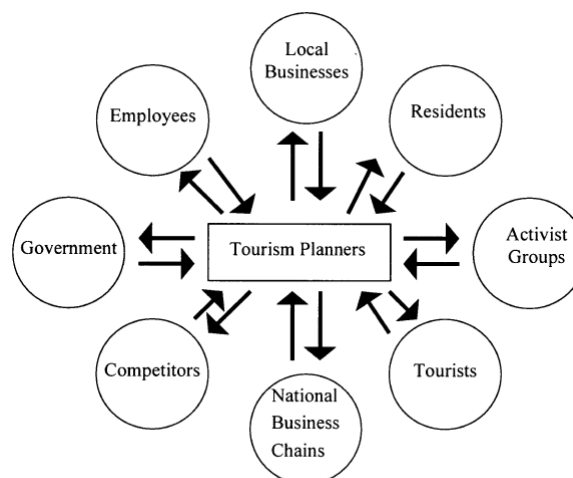 Local
Businesses
Employees
Residents
Government
Tourism Planners
Activist
Groups
Competitors
Tourists
National
Business
Chains